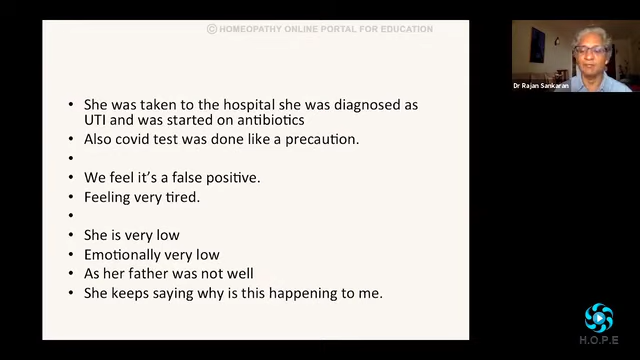 © HOMEOPATHY ONLINE PORTAL FOR EDUCATION
• She was taken to the hospital she was diagnosed as
UTI and was started on antibiotics
• Also covid test was done like a precaution.
•
• We feel it's a false positive.
• Feeling very tired.
•
• She is very low
• Emotionally very low
• As her father was not well
• She keeps saying why is this happening to me.
Dr Rajan Sankaran
H.O.P.E